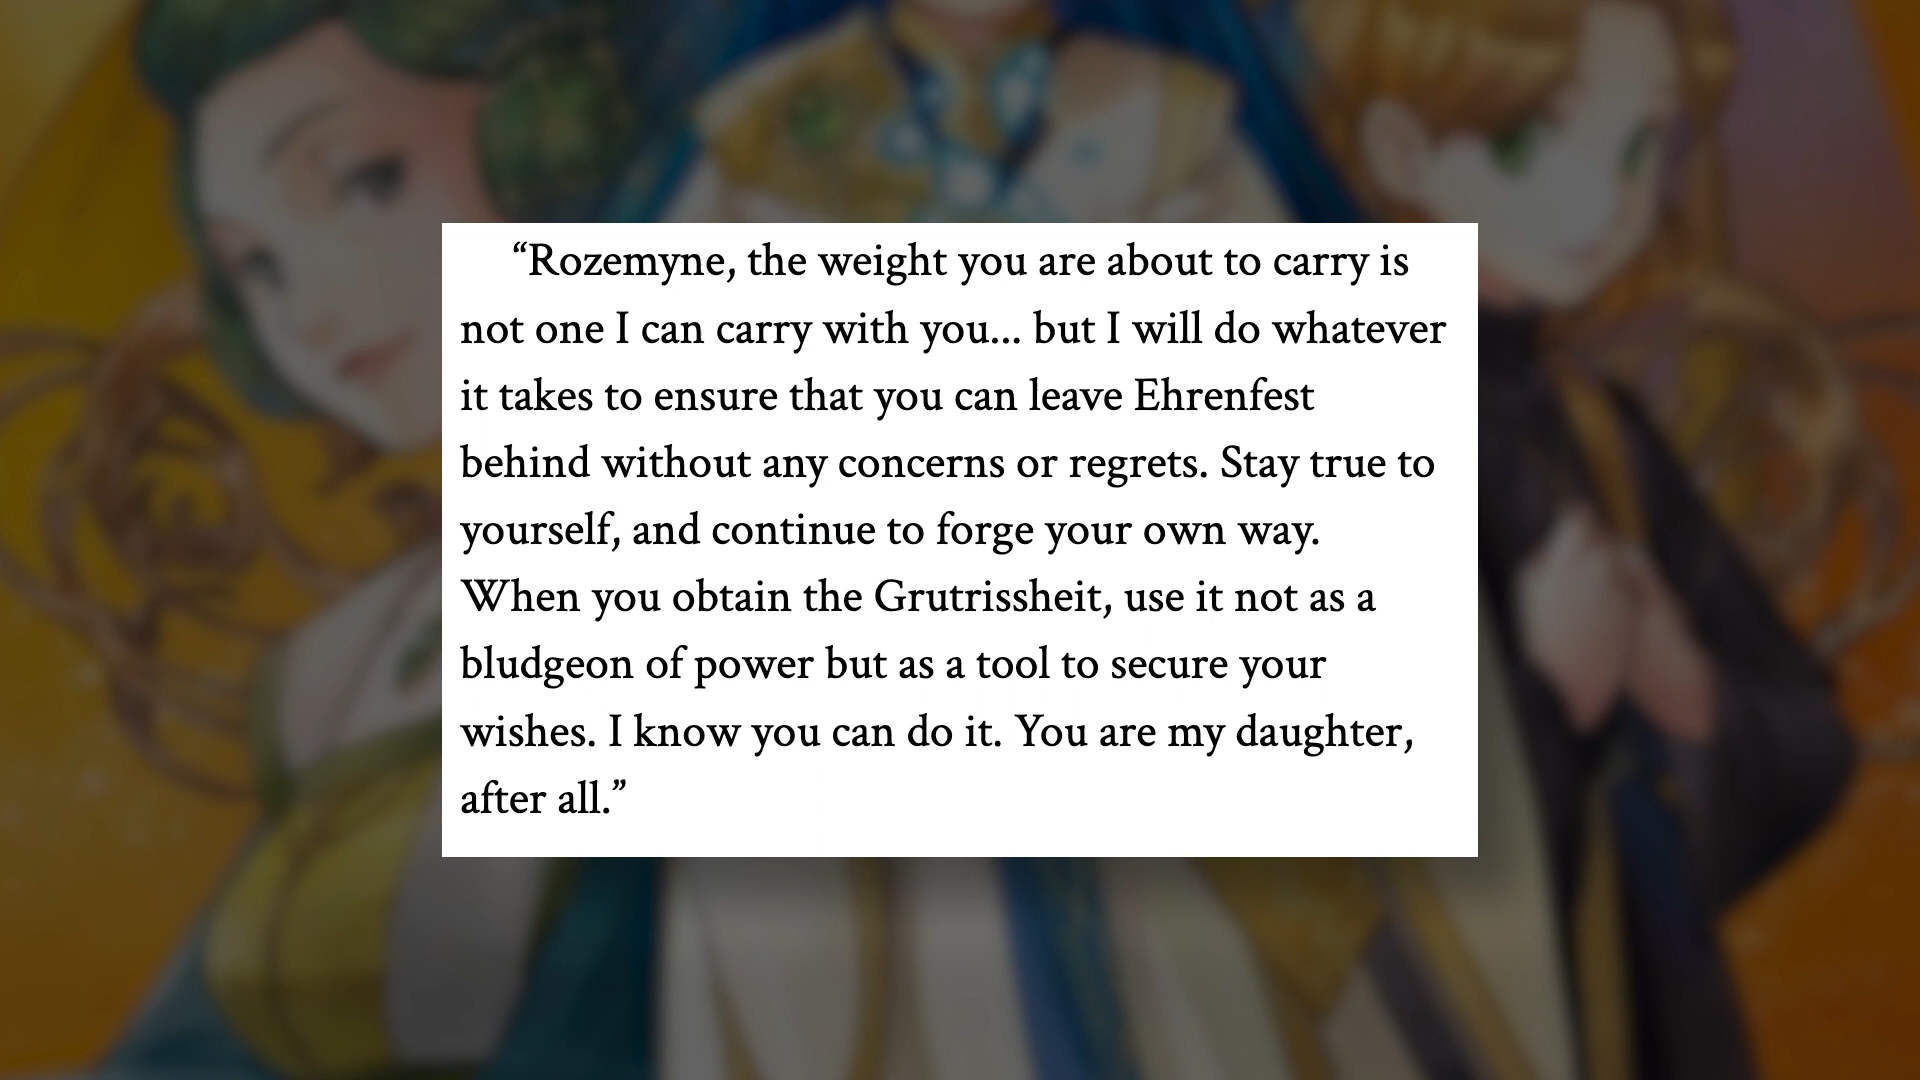 “Rozemyne, the weight you are about to carry is
not one I can carry with you... but I will do whatever
it takes to ensure that you can leave Ehrenfest
behind without any concerns or regrets. Stay true to
yourself, and continue to forge your own way.
When you obtain the Grutrissheit, use it not as a
bludgeon of power but as a tool to secure your
wishes. I know you can do it. You are my daughter,
after all.”